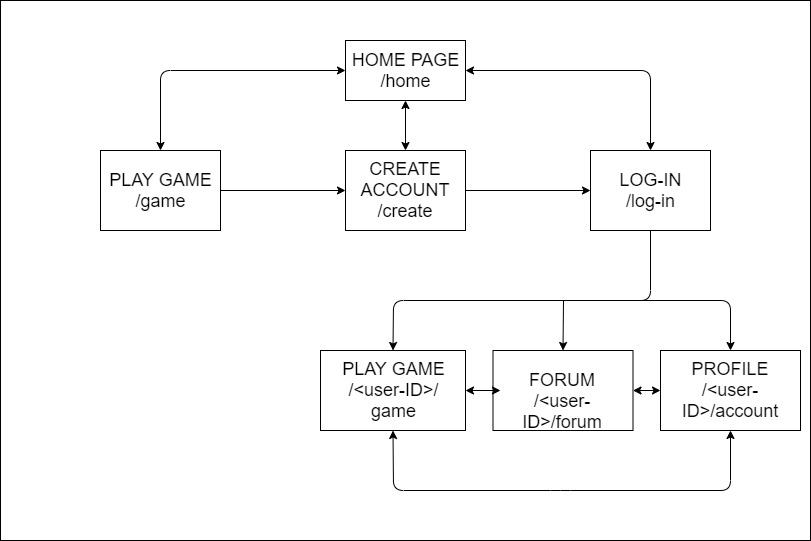 HOME PAGE
/home
PLAY GAME
/game
CREATE
ACCOUNT
/create
LOG-IN
/log-in
PLAY GAME
/<user-ID>/
game
FORUM
/<user-
ID>/forum
PROFILE
/<user-
ID>/account